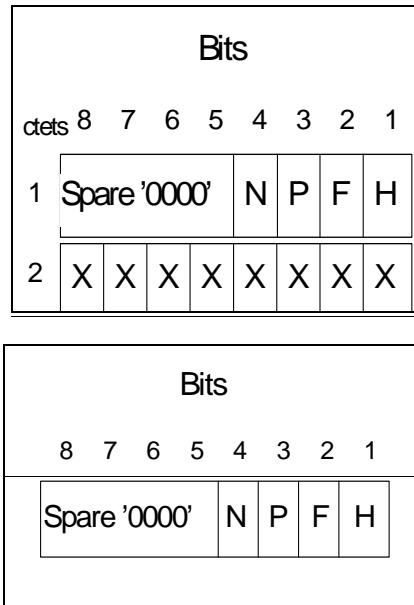 Bits
ctets 8 7 6 5 4 3 2 1
1 Spare '0000' N P F H
2 X X X X X X X X
Bits
8 7 6 5 4 3 2 1
Spare '0000' N P F H